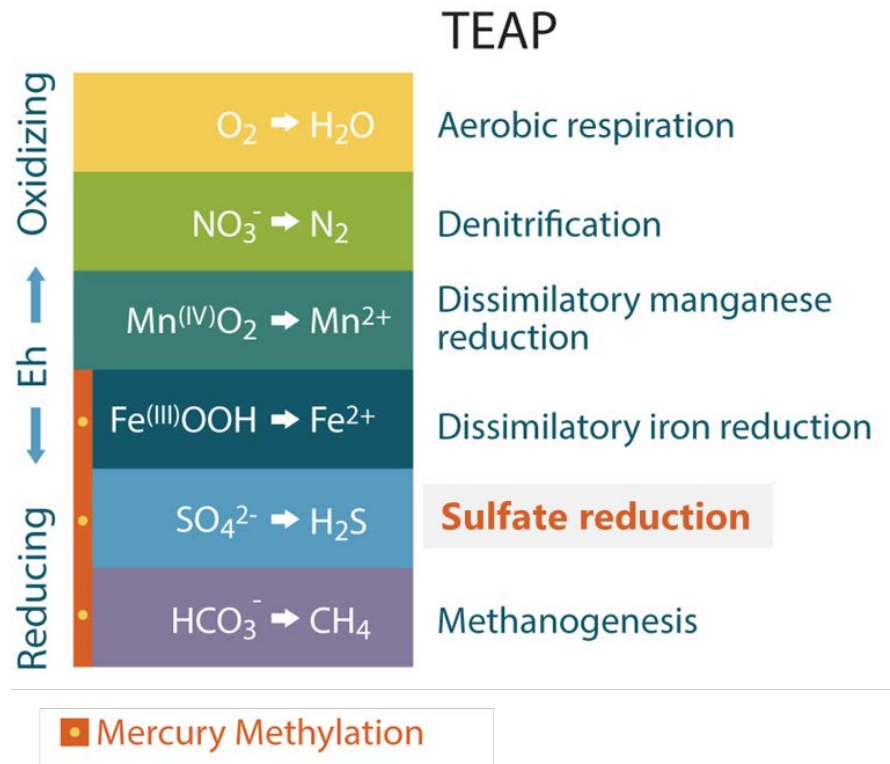 TEAP
Oxidizing
Eh
Reducing
O₂ ➡ H₂O
Aerobic respiration
NO₃⁻ ➡ N₂
Denitrification
Mn⁽ᴵⱽ⁾O₂ ➡ Mn²⁺
Dissimilatory manganese
reduction
Fe⁽ᴵᴵᴵ⁾OOH ➡ Fe²⁺
Dissimilatory iron reduction
SO₄²⁻ ➡ H₂S
Sulfate reduction
HCO₃⁻ ➡ CH₄
Methanogenesis
Mercury Methylation